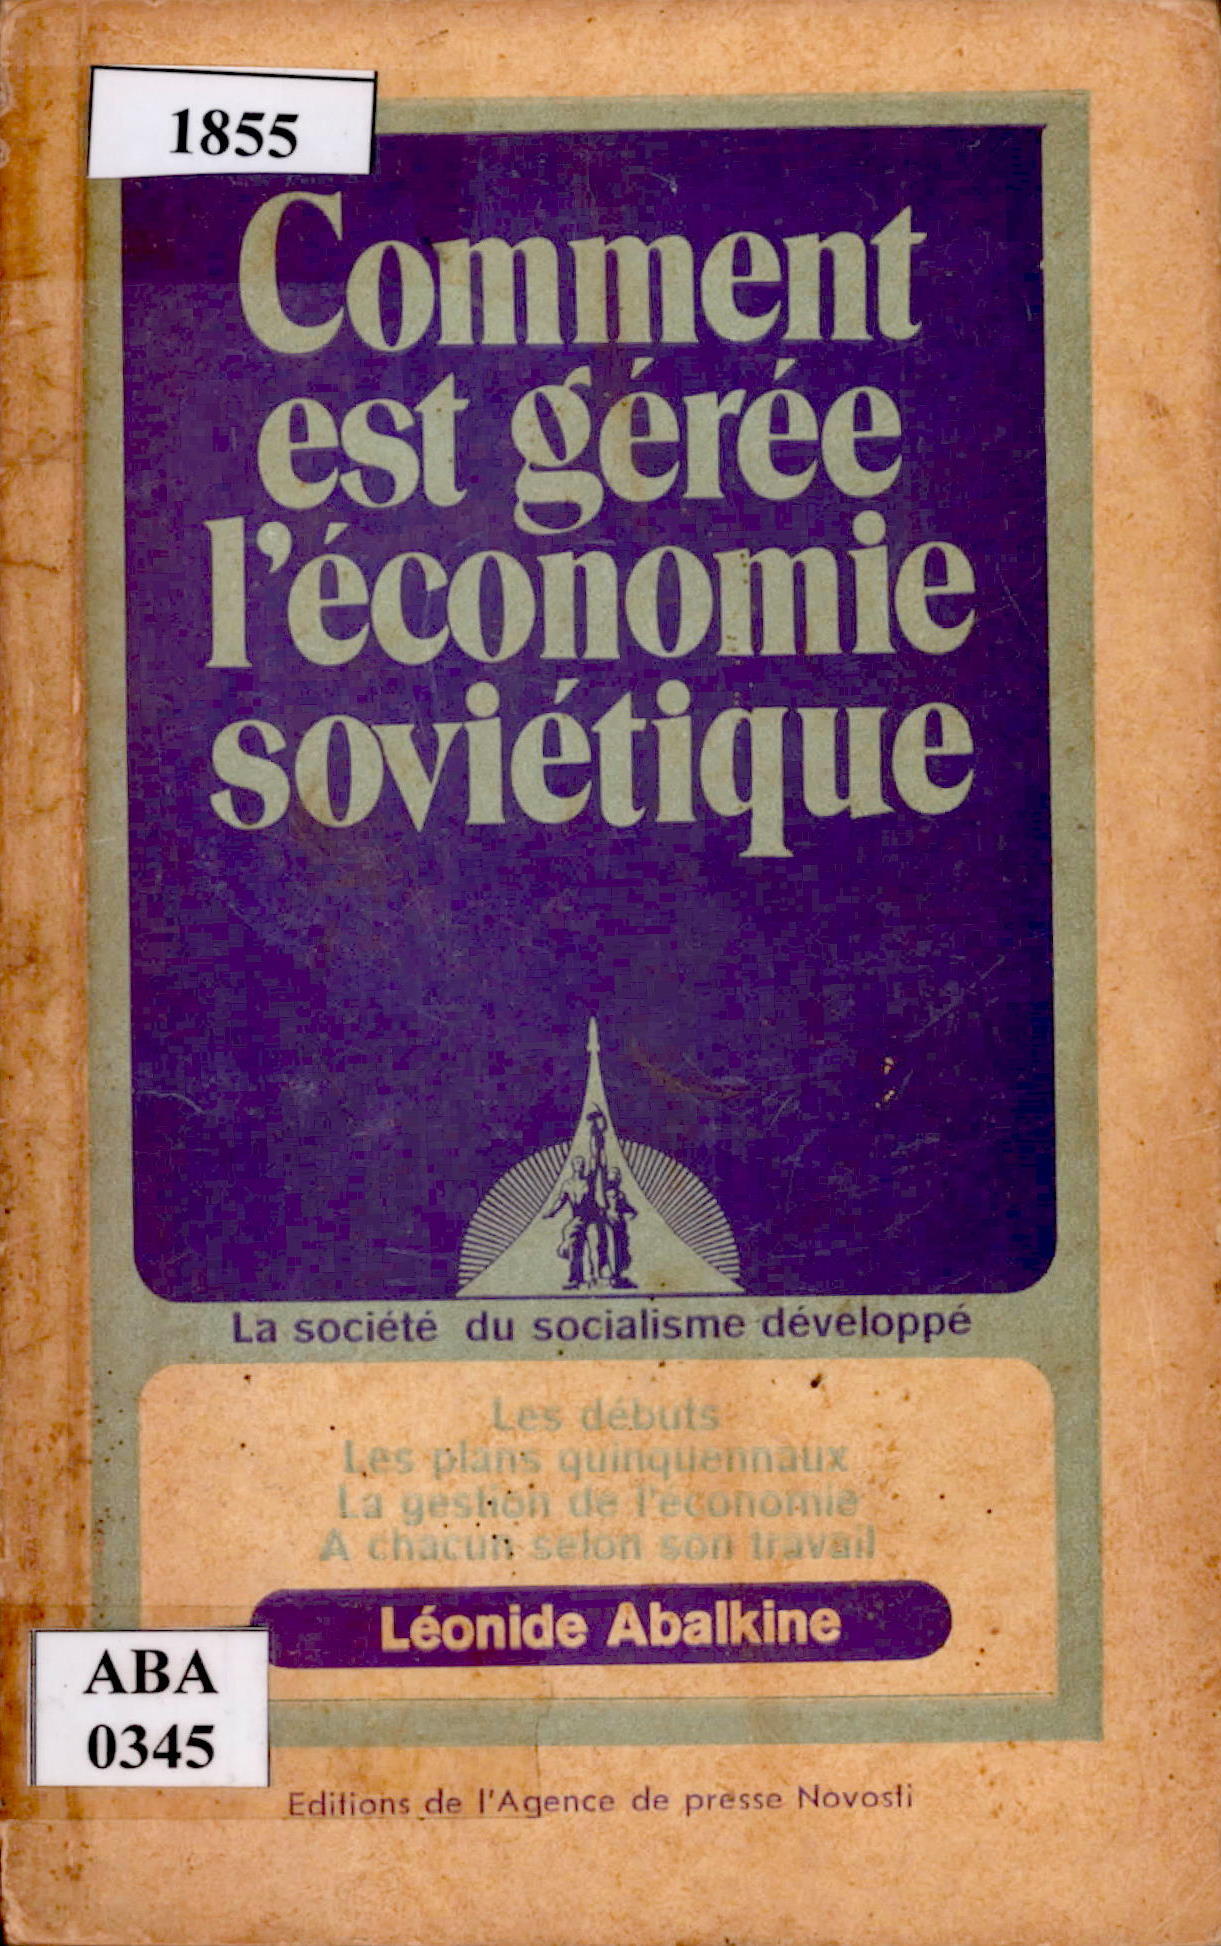 1855
Comment
est gérée
l'économie
soviétique
La société du socialisme développé
Les débuts
Les plans quinquennaux
La gestion de l'économie
A chacun selon son travail
Léonide Abalkine
ABA
0345
Editions de l'Agence de presse Novosti